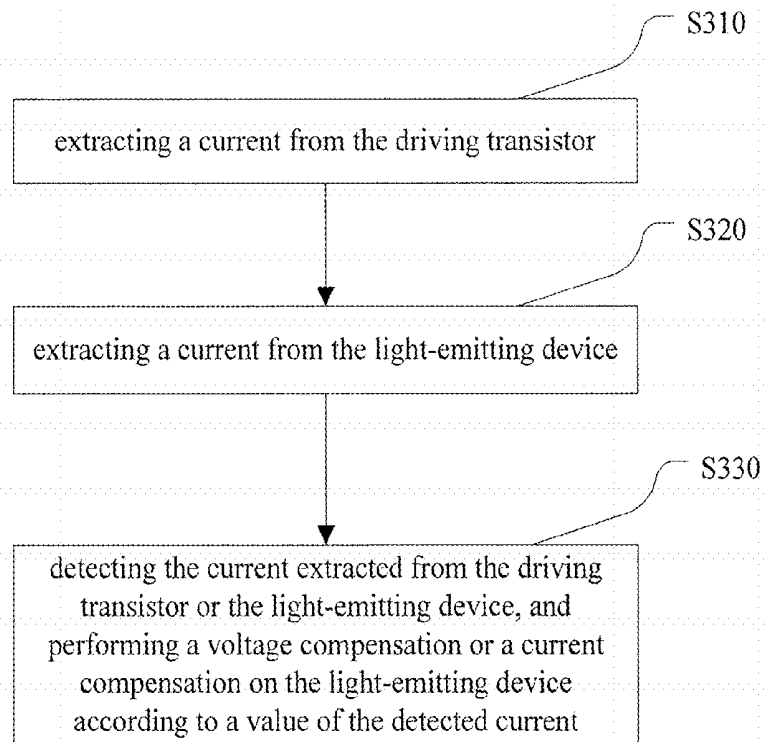 S310
extracting a current from the driving transistor
S320
extracting a current from the light-emitting device
S330
detecting the current extracted from the driving
transistor or the light-emitting device, and
performing a voltage compensation or a current
compensation on the light-emitting device
according to a value of the detected current